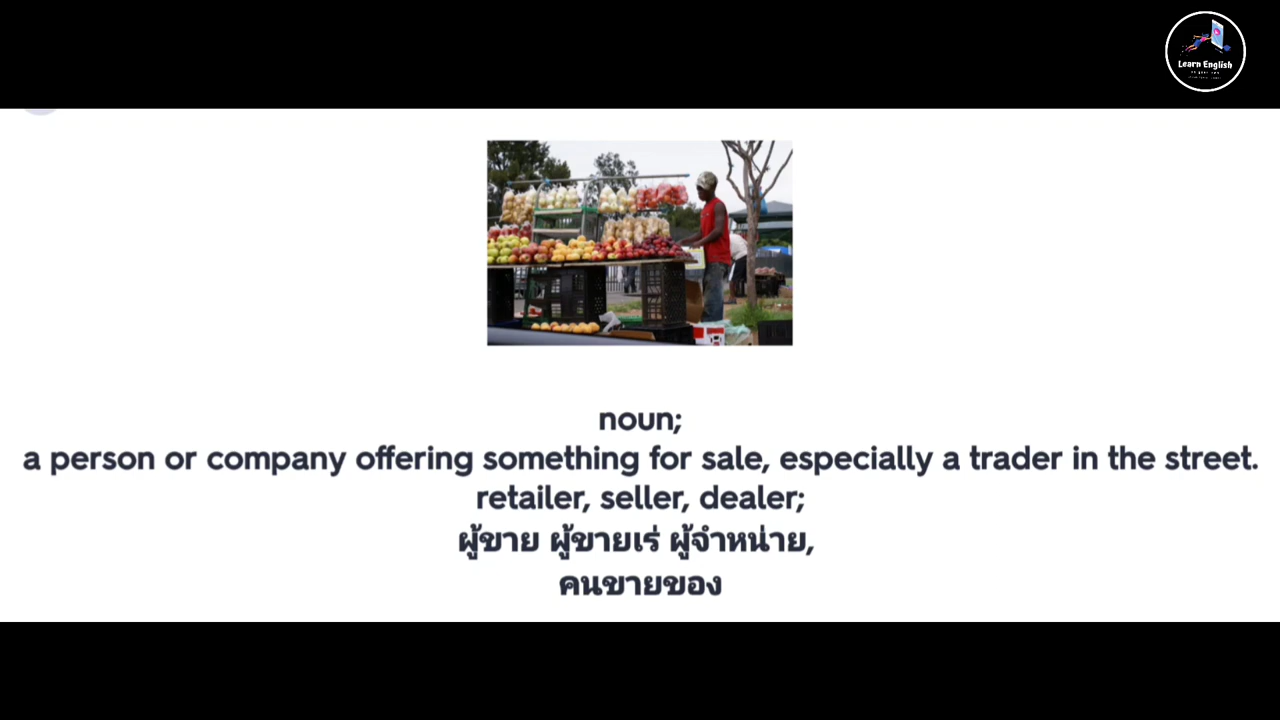 Learn English
noun;
a person or company offering something for sale, especially a trader in the street.
retailer, seller, dealer;
ผู้ขาย ผู้ขายเร่ ผู้จำหน่าย,
คนขายของ